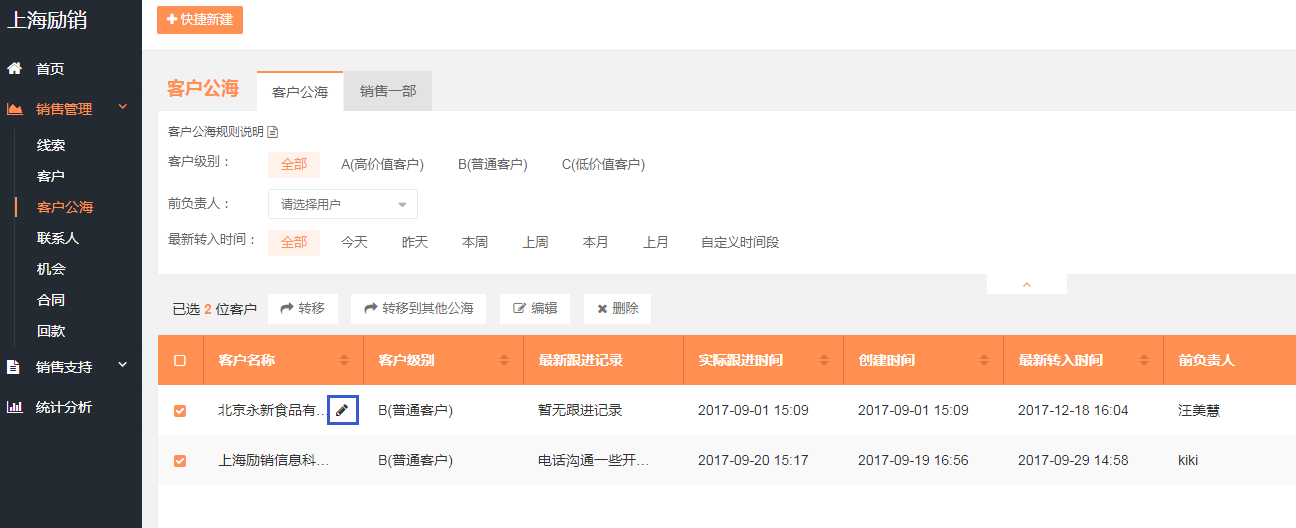 上海励销
快捷新建
首页
销售管理
线索
客户
客户公海
联系人
机会
合同
回款
销售支持
统计分析
客户公海 客户公海 销售一部
客户公海规则说明
客户级别： 全部 A(高价值客户) B(普通客户) C(低价值客户)
前负责人： 请选择用户
最新转入时间： 全部 今天 昨天 本周 上周 本月 上月 自定义时间段
已选 2 位客户 转移 转移到其他公海 编辑 删除
客户名称 客户级别 最新跟进记录 实际跟进时间 创建时间 最新转入时间 前负责人
北京永新食品有... B(普通客户) 暂无跟进记录 2017-09-01 15:09 2017-09-01 15:09 2017-12-18 16:04 汪美慧
上海励销信息科... B(普通客户) 电话沟通一些开... 2017-09-20 15:17 2017-09-19 16:56 2017-09-29 14:58 kiki